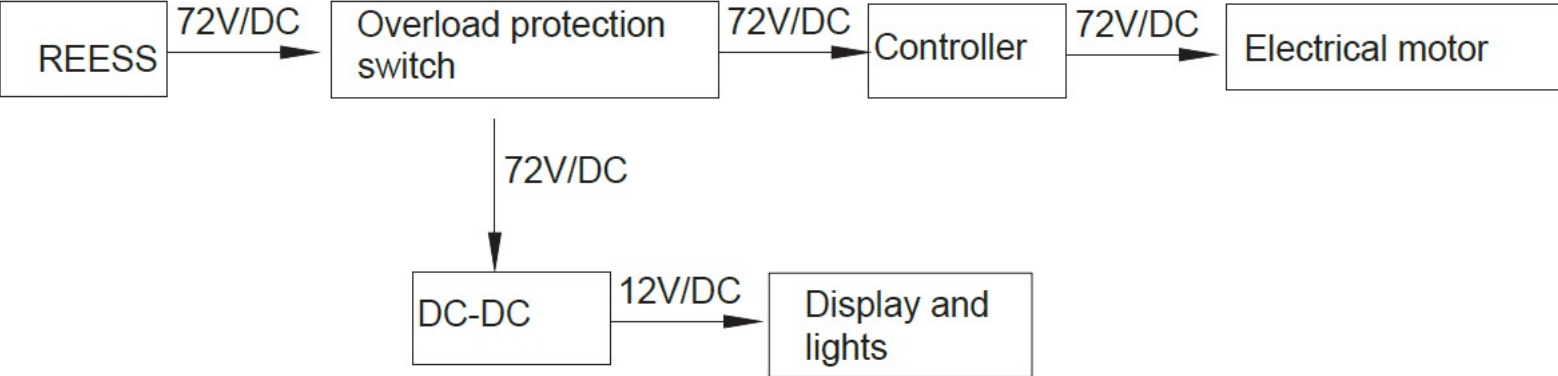 72V/DC
REESS
Overload protection
switch
72V/DC
Controller
72V/DC
Electrical motor
72V/DC
DC-DC
12V/DC
Display and
lights